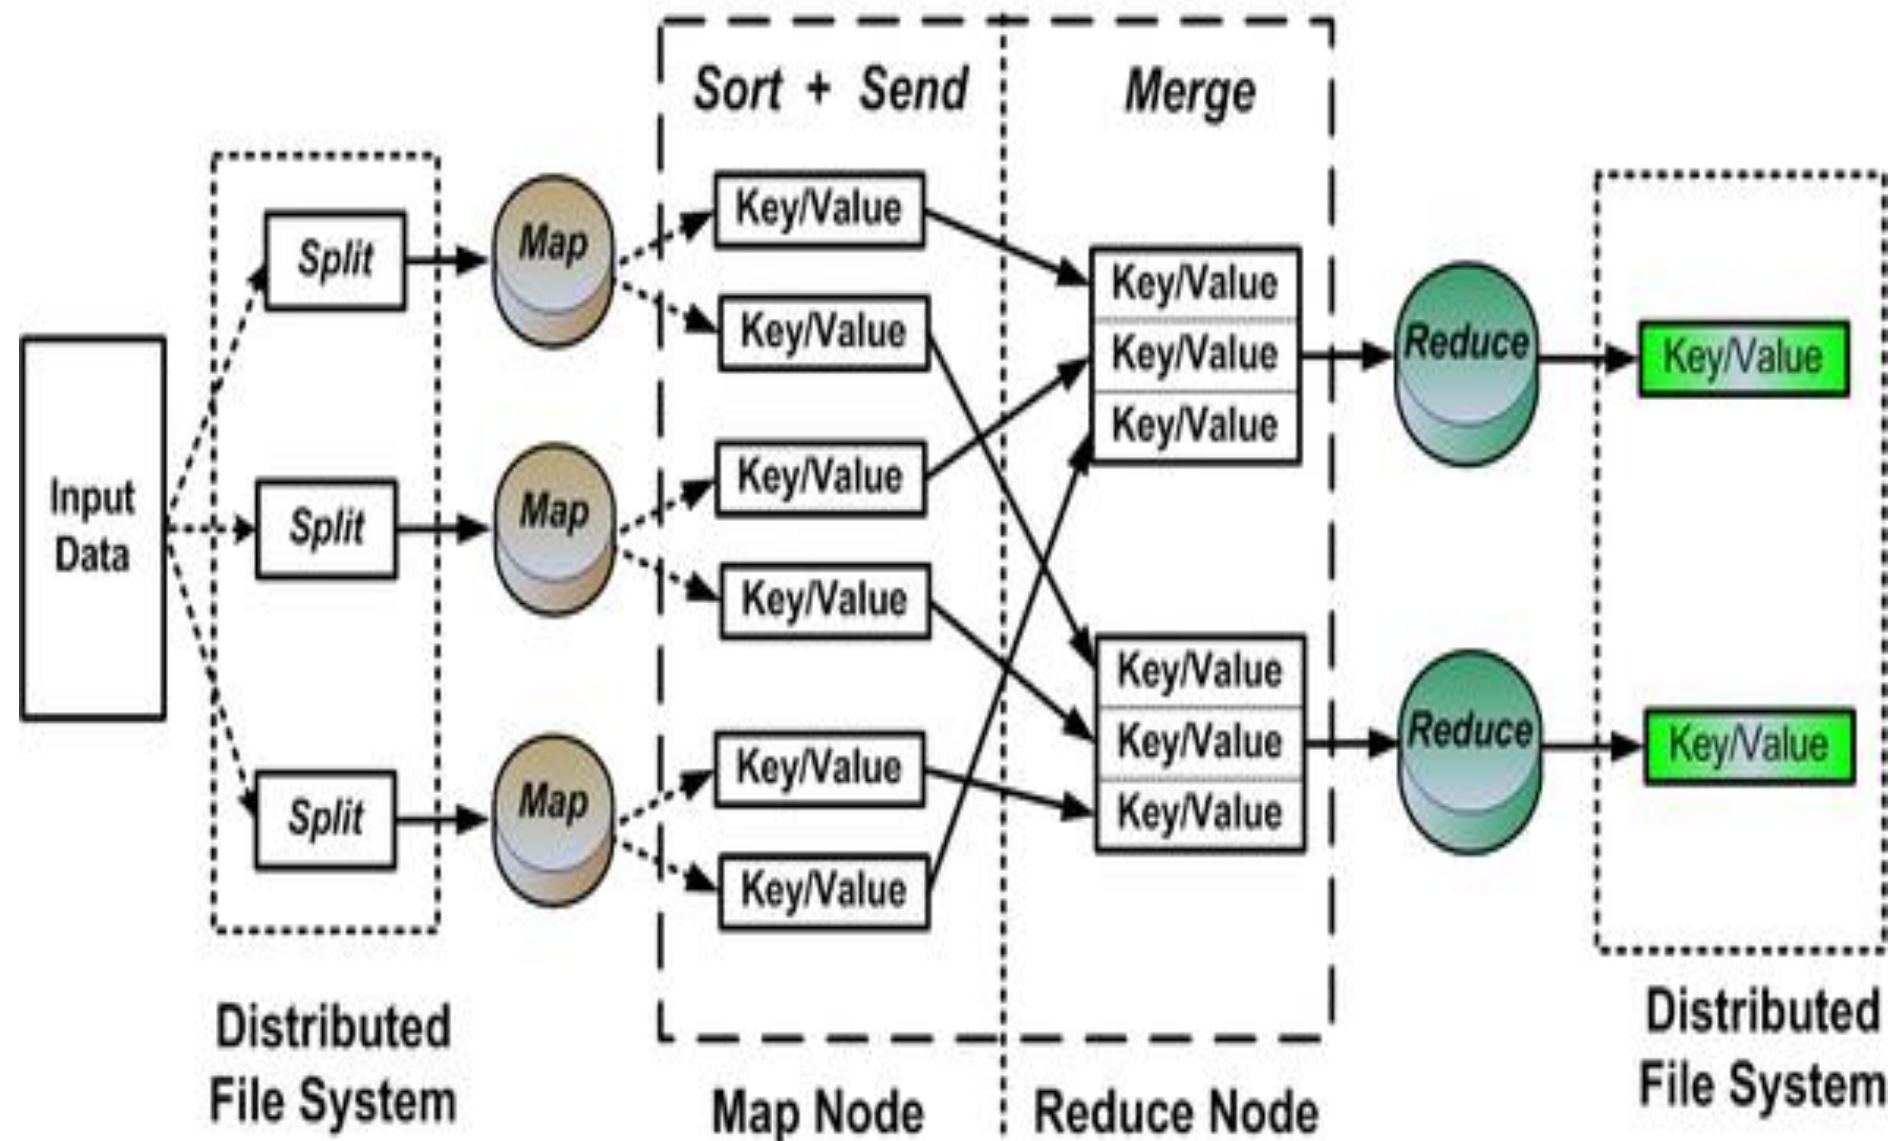 Sort + Send
Merge
Key/Value
Split
Map
Key/Value
Key/Value
Key/Value
Key/Value
Reduce
Key/Value
Key/Value
Key/Value
Input
Data
Split
Map
Key/Value
Key/Value
Key/Value
Reduce
Key/Value
Key/Value
Split
Map
Key/Value
Key/Value
Key/Value
Distributed
File System
Map Node
Reduce Node
Distributed
File System